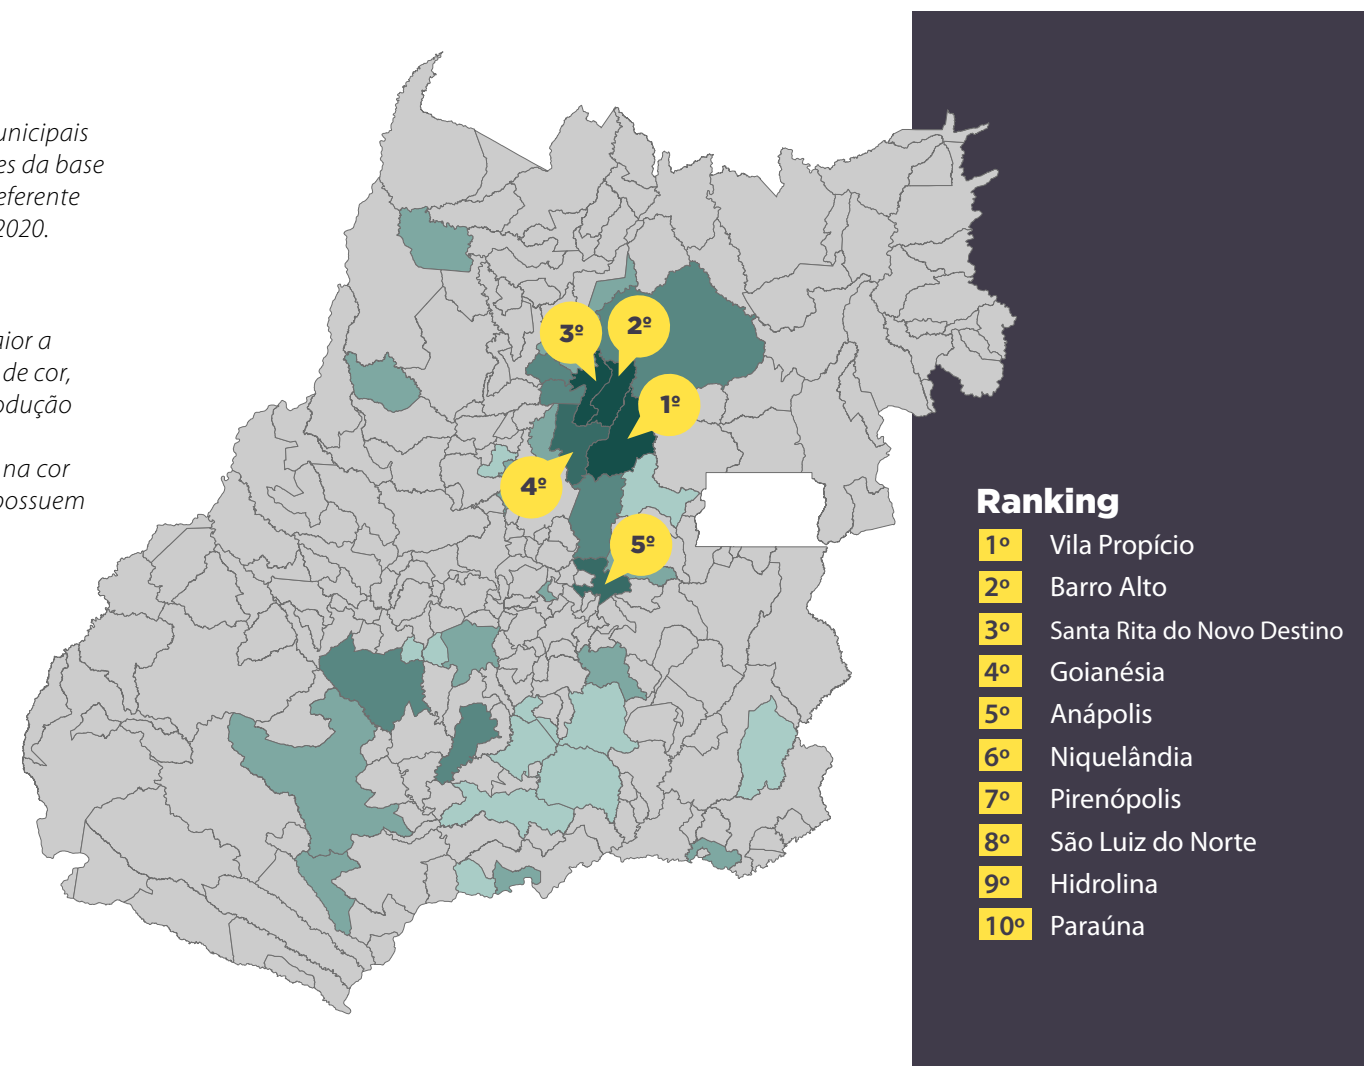 unicipais
es da base
eferente
2020.
aior a
de cor,
odução
na cor
possuem
3º
2º
1º
4º
5º
Ranking
1º Vila Propício
2º Barro Alto
3º Santa Rita do Novo Destino
4º Goianésia
5º Anápolis
6º Niquelândia
7º Pirenópolis
8º São Luiz do Norte
9º Hidrolina
10º Paraúna